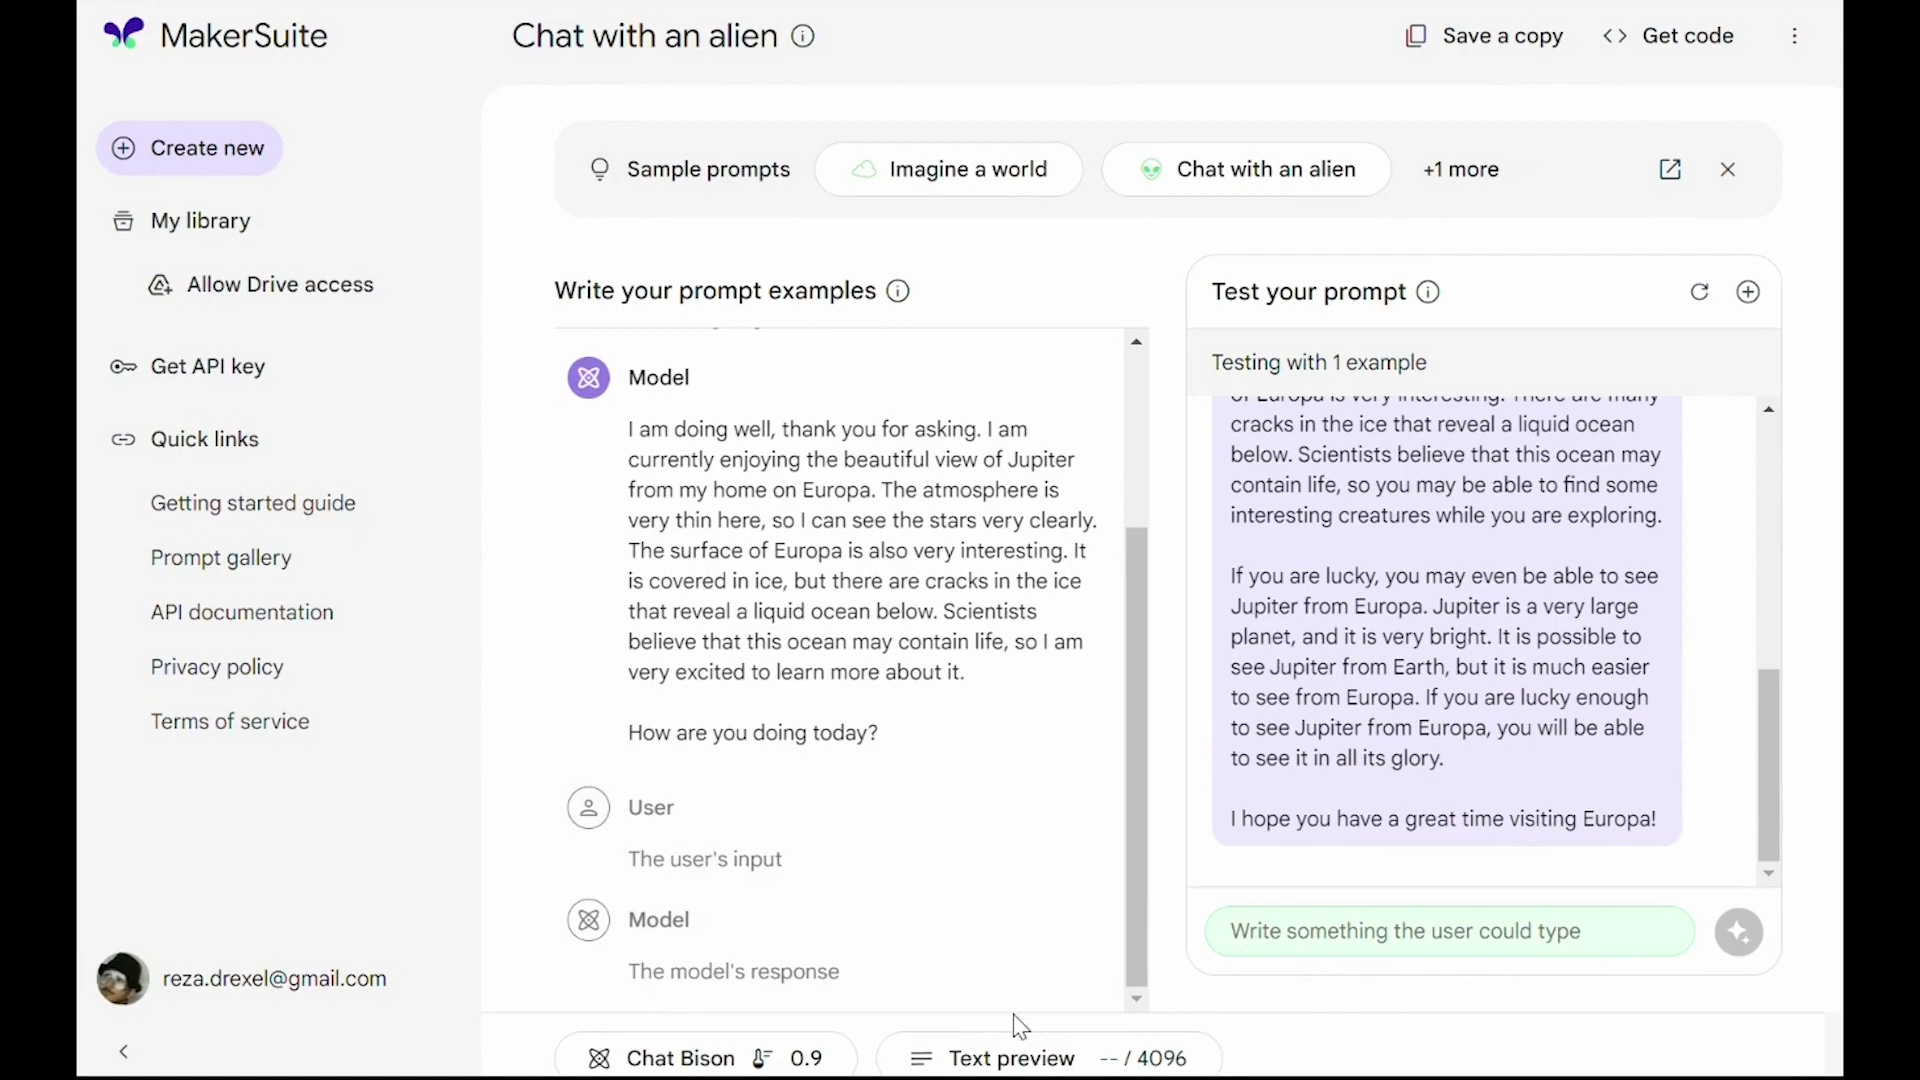 MakerSuite
Chat with an alien
Save a copy
Get code
Create new
My library
Allow Drive access
Get API key
Quick links
Getting started guide
Prompt gallery
API documentation
Privacy policy
Terms of service
reza.drexel@gmail.com
Sample prompts
Imagine a world
Chat with an alien
+1 more
Write your prompt examples
Model
I am doing well, thank you for asking. I am
currently enjoying the beautiful view of Jupiter
from my home on Europa. The atmosphere is
very thin here, so I can see the stars very clearly.
The surface of Europa is also very interesting. It
is covered in ice, but there are cracks in the ice
that reveal a liquid ocean below. Scientists
believe that this ocean may contain life, so I am
very excited to learn more about it.
How are you doing today?
User
The user's input
Model
The model's response
Test your prompt
Testing with 1 example
of Europa is very interesting. There are many
cracks in the ice that reveal a liquid ocean
below. Scientists believe that this ocean may
contain life, so you may be able to find some
interesting creatures while you are exploring.
If you are lucky, you may even be able to see
Jupiter from Europa. Jupiter is a very large
planet, and it is very bright. It is possible to
see Jupiter from Earth, but it is much easier
to see from Europa. If you are lucky enough
to see Jupiter from Europa, you will be able
to see it in all its glory.
I hope you have a great time visiting Europa!
Write something the user could type
Chat Bison 0.9
Text preview -- / 4096